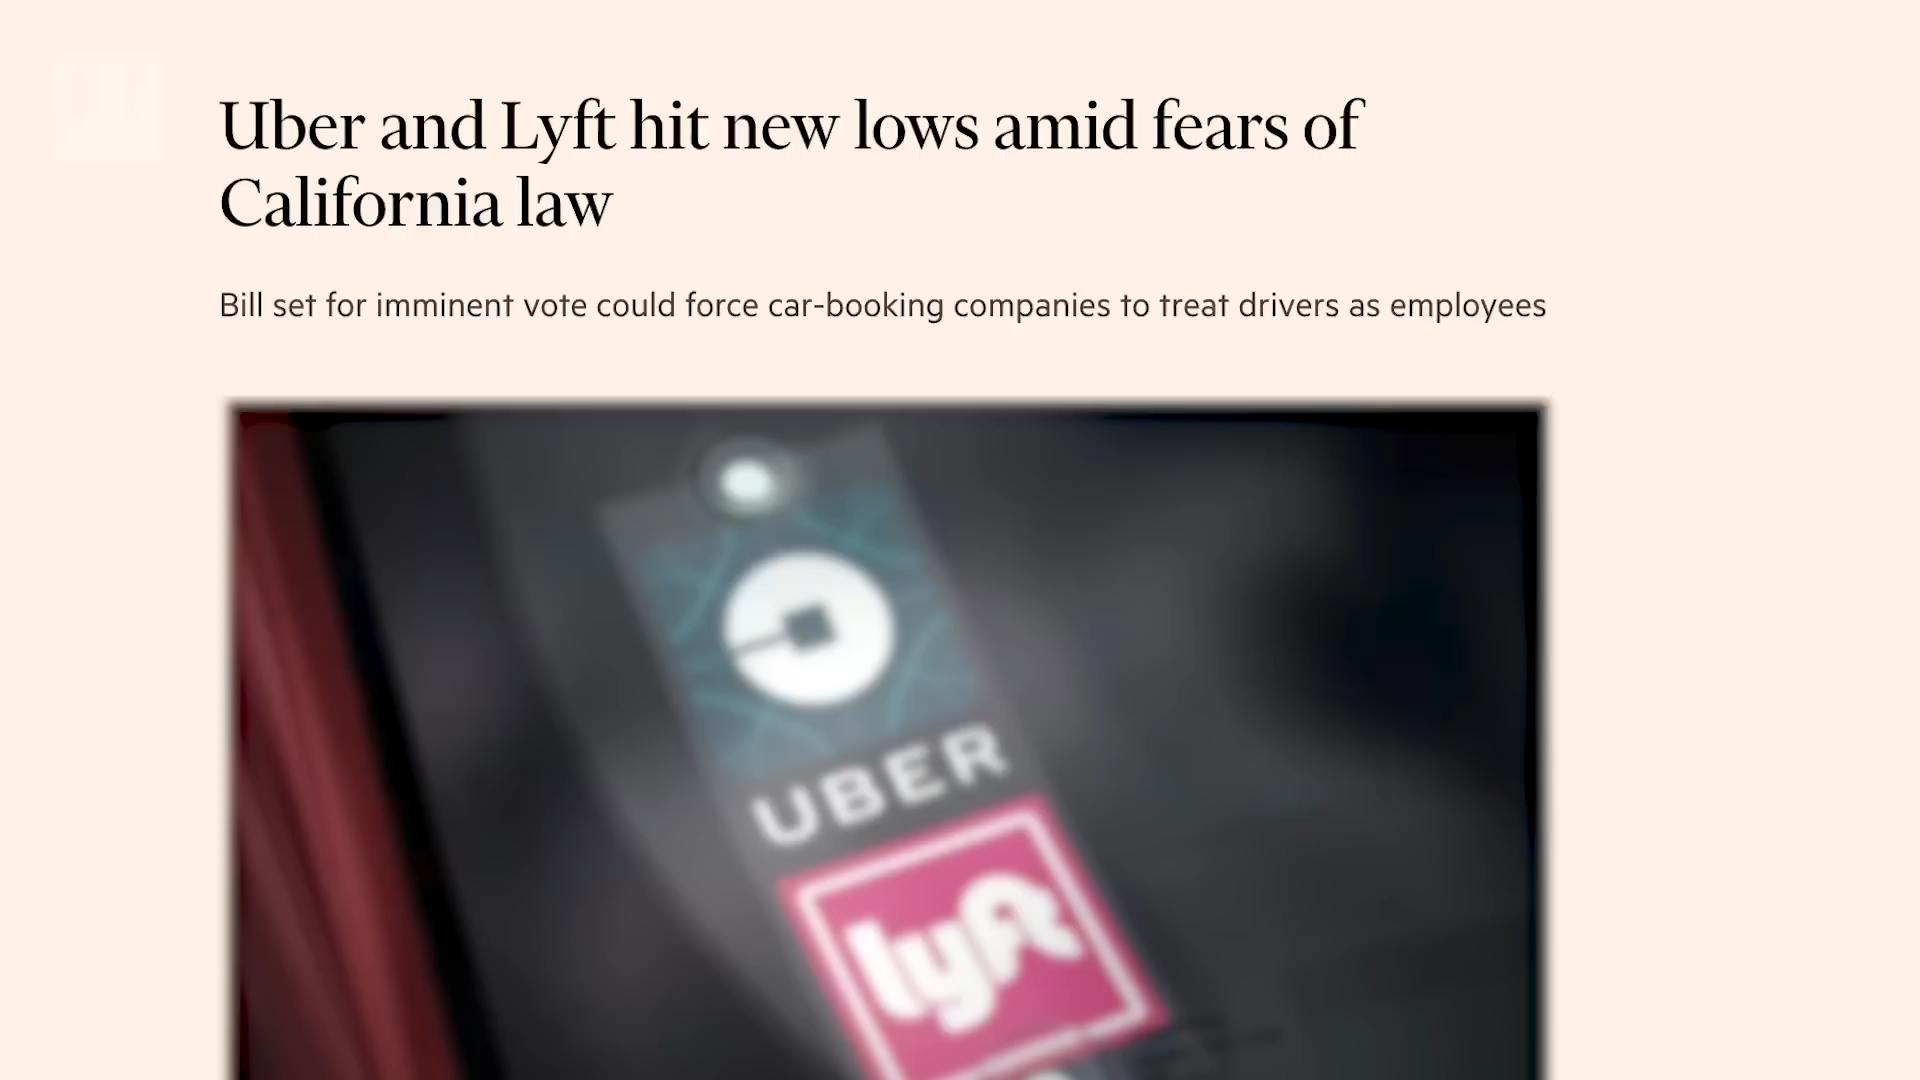 Uber and Lyft hit new lows amid fears of
California law
Bill set for imminent vote could force car-booking companies to treat drivers as employees
UBER
lyft